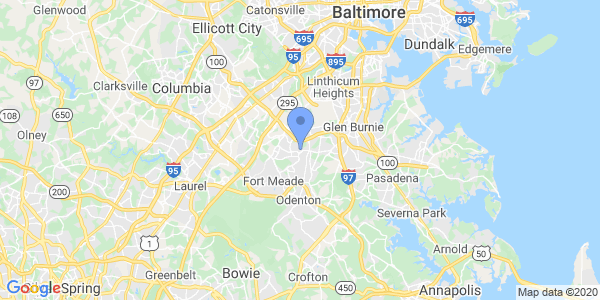 Glenwood
Catonsville
Baltimore
695
Ellicott City
695
95
895
Dundalk
Edgemere
100
97
Clarksville
Columbia
Linthicum
Heights
295
108
650
Olney
Glen Burnie
100
95
97
Pasadena
200
Laurel
Fort Meade
Odenton
Severna Park
1
Arnold
50
Greenbelt
Bowie
Crofton
450
Annapolis
Google
Spring
Map data ©2020